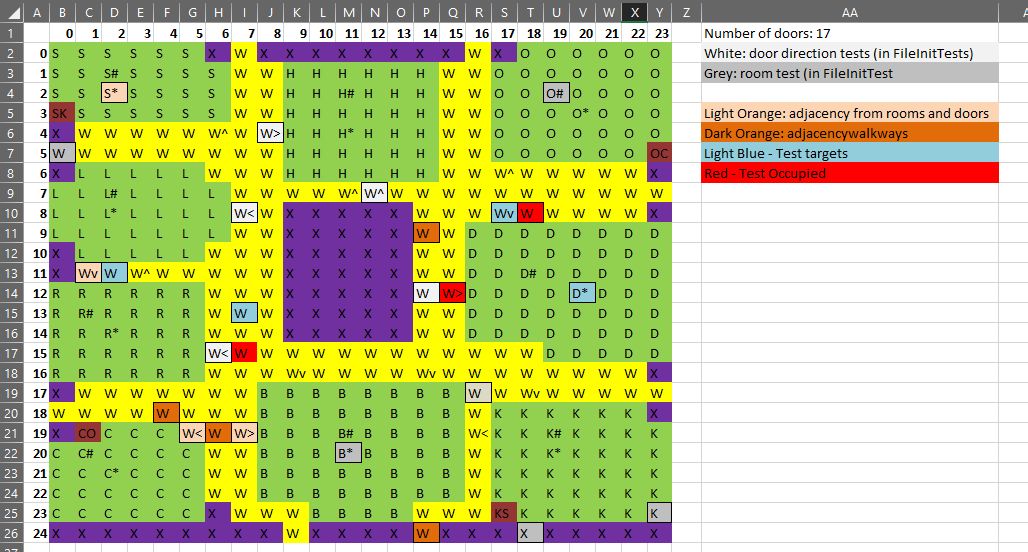 A B C D E F G H I J K L M N O P Q R S T U V W X Y Z AA A
1 0 1 2 3 4 5 6 7 8 9 10 11 12 13 14 15 16 17 18 19 20 21 22 23 Number of doors: 17
2 0 S S S S S S X W X X X X X X X X W X O O O O O O White: door direction tests (in FileInitTests)
3 1 S S S# S S S S W W H H H H H H W W O O O O O O O Grey: room test (in FileInitTest
4 2 S S S* S S S S W W H H H# H H H W W O O O# O O O O
5 3 SK S S S S S S W W H H H H H H W W O O O O* O O O Light Orange: adjacency from rooms and doors
6 4 X W W W W W W^ W W> H H H* H H H W W O O O O O O O Dark Orange: adjacencywalkways
7 5 W W W W W W W W W H H H H H H W W O O O O O O OC Light Blue - Test targets
8 6 X L L L L L W W W H H H H H H W W W^ W W W W W X Red - Test Occupied
9 7 L L L# L L L L W W W W W^ W^ W W W W W W W W W W W
10 8 L L L* L L L L W< W X X X X X W W W Wv W W W W W X
11 9 L L L L L L L W W X X X X X W W D D D D D D D D
12 10 X L L L L L W W W X X X X X W W D D D D D D D D
13 11 X Wv W W^ W W W W W X X X X X W W D D D# D D D D D
14 12 R R R R R R W W W X X X X X W W> D D D D D* D D D
15 13 R R# R R R R W W W X X X X X W W D D D D D D D D
16 14 R R R* R R R W W W X X X X X W W D D D D D D D D
17 15 R R R R R R W< W W W W W W W W W W W W D D D D D
18 16 R R R R R R W W W Wv W W W W Wv W W W W W W W W X
19 17 X W W W W W W W B B B B B B B B W W Wv W W W W W
20 18 W W W W W W W W B B B B B B B B W K K K K K K X
21 19 X CO C C C W< W W> B B B B# B B B B W< K K K# K K K K
22 20 C C# C C C C W W B B B B* B B B B W K K K* K K K K
23 21 C C C* C C C W W B B B B B B B B W K K K K K K K
24 22 C C C C C C W W B B B B B B B B W K K K K K K K
25 23 C C C C C C X W W W B B B B W W W KS K K K K K K
26 24 X X X X X X X X X W X X X X W X X X X X X X X X